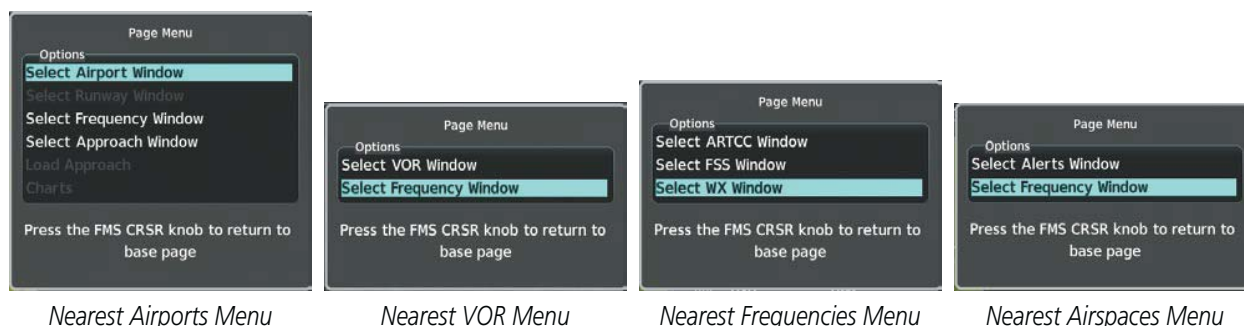 Page Menu
Options
Select Airport Window
Select Runway Window
Select Frequency Window
Select Approach Window
Load Approach
Charts
Press the FMS CRSR knob to return to
base page
Nearest Airports Menu
Page Menu
Options
Select VOR Window
Select Frequency Window
Press the FMS CRSR knob to return to
base page
Nearest VOR Menu
Page Menu
Options
Select ARTCC Window
Select FSS Window
Select WX Window
Press the FMS CRSR knob to return to
base page
Nearest Frequencies Menu
Page Menu
Options
Select Alerts Window
Select Frequency Window
Press the FMS CRSR knob to return to
base page
Nearest Airspaces Menu